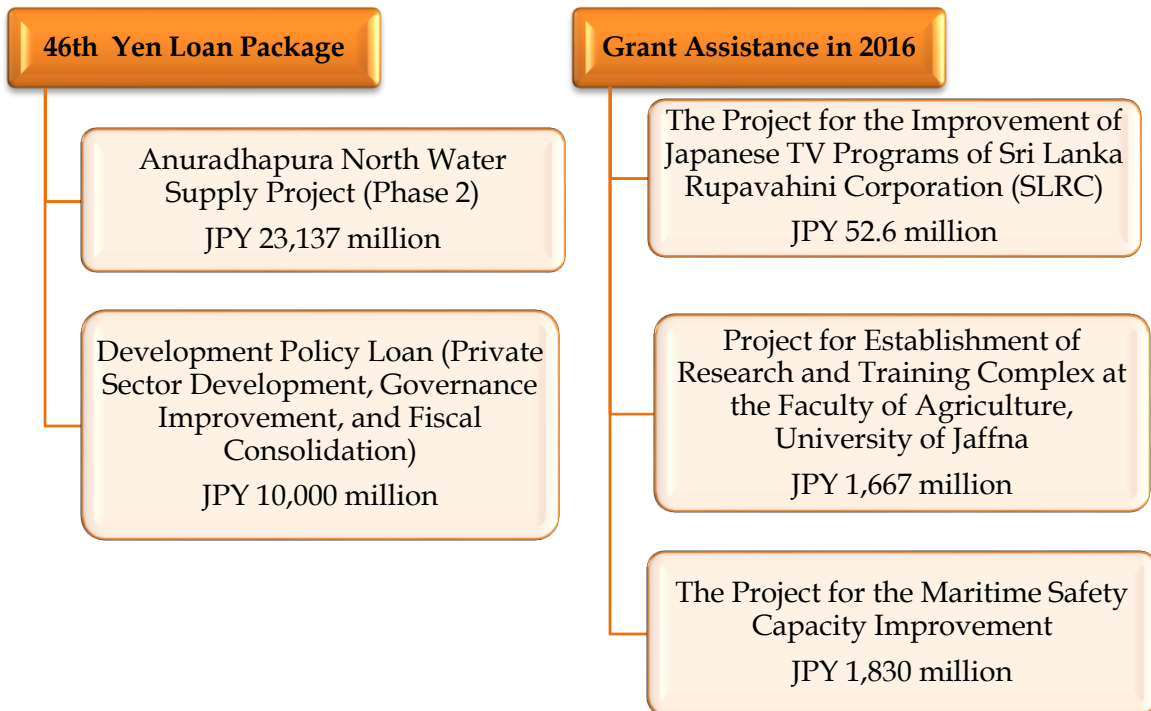 46th Yen Loan Package
Anuradhapura North Water
Supply Project (Phase 2)
JPY 23,137 million
Development Policy Loan (Private
Sector Development, Governance
Improvement, and Fiscal
Consolidation)
JPY 10,000 million
Grant Assistance in 2016
The Project for the Improvement of
Japanese TV Programs of Sri Lanka
Rupavahini Corporation (SLRC)
JPY 52.6 million
Project for Establishment of
Research and Training Complex at
the Faculty of Agriculture,
University of Jaffna
JPY 1,667 million
The Project for the Maritime Safety
Capacity Improvement
JPY 1,830 million